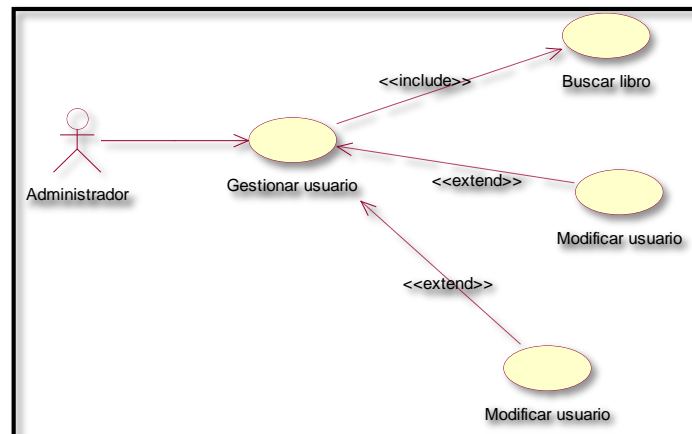 <<include>>
Buscar libro
Administrador
Gestionar usuario
<<extend>>
Modificar usuario
<<extend>>
Modificar usuario